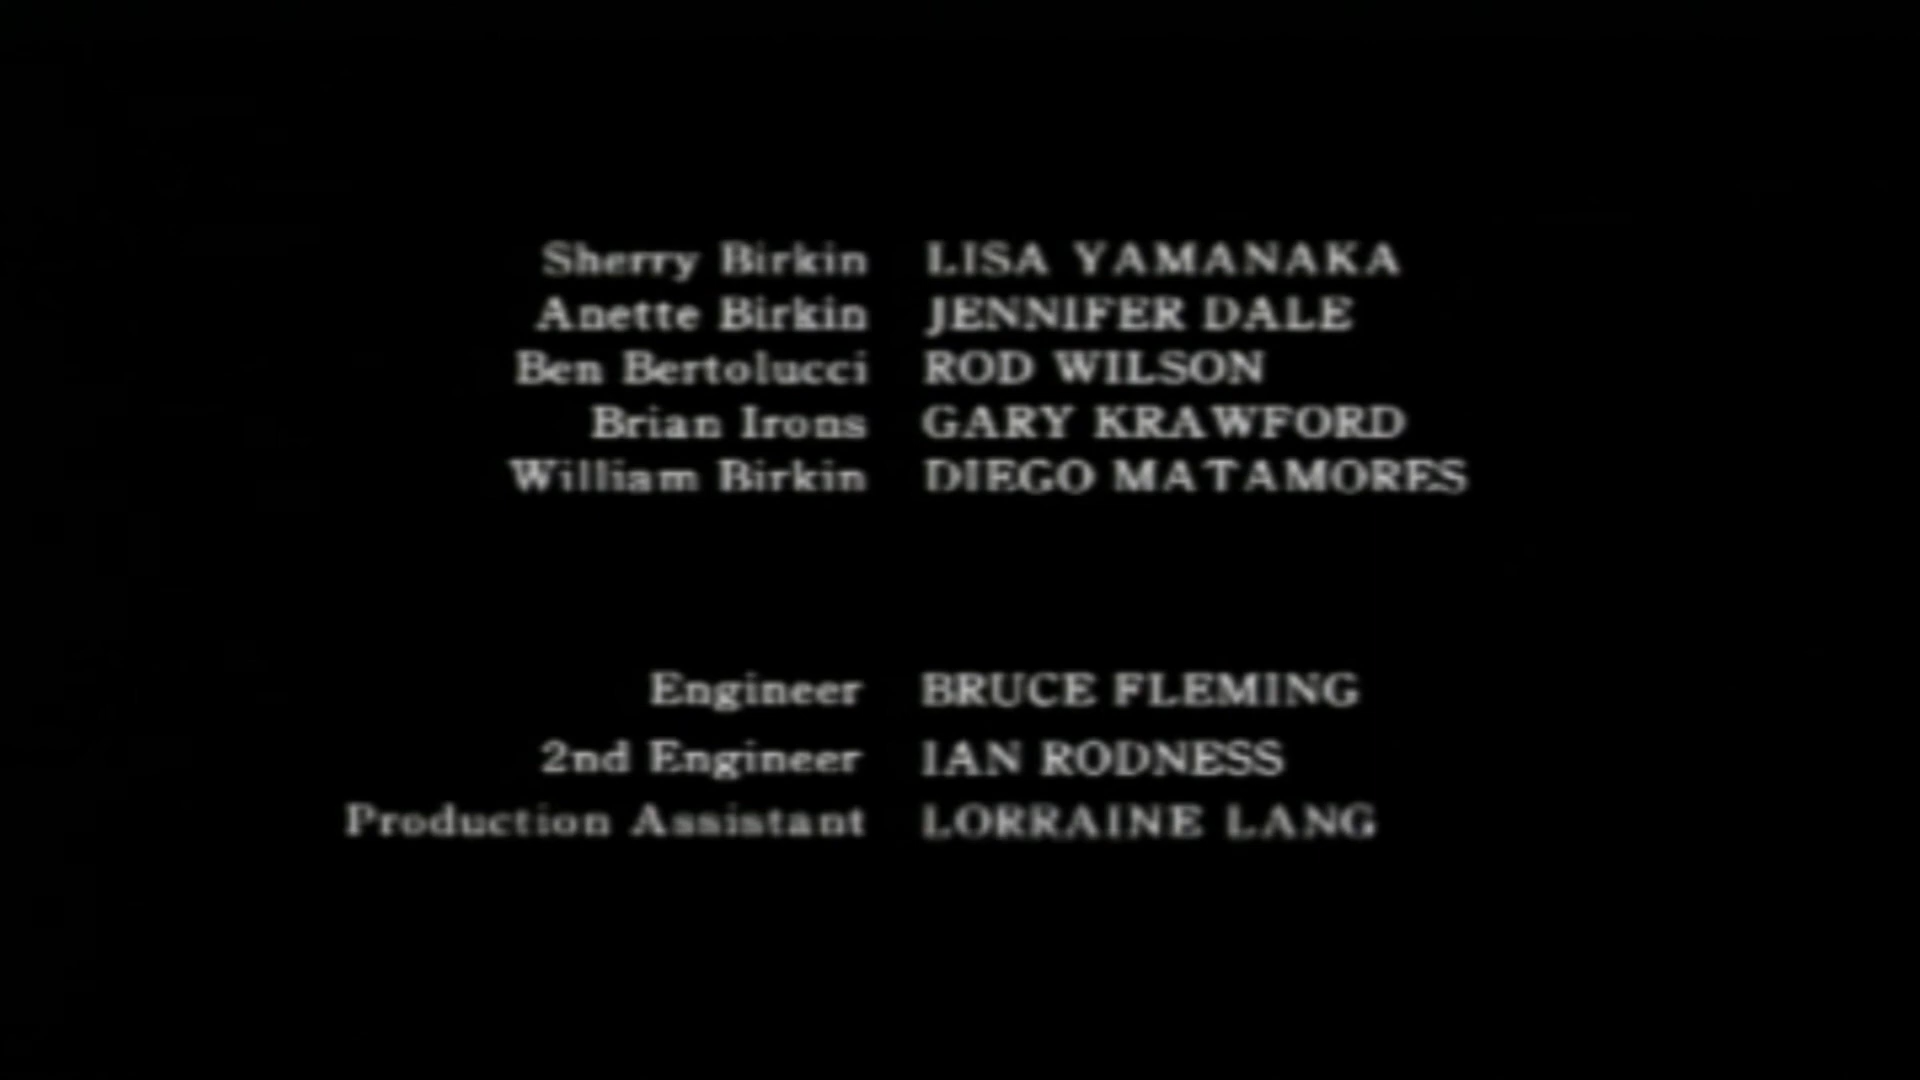 Sherry Birkin LISA YAMANAKA
Anette Birkin JENNIFER DALE
Ben Bertolucci ROD WILSON
Brian Irons GARY KRAWFORD
William Birkin DIEGO MATAMORES
Engineer BRUCE FLEMING
2nd Engineer IAN RODNESS
Production Assistant LORRAINE LANG